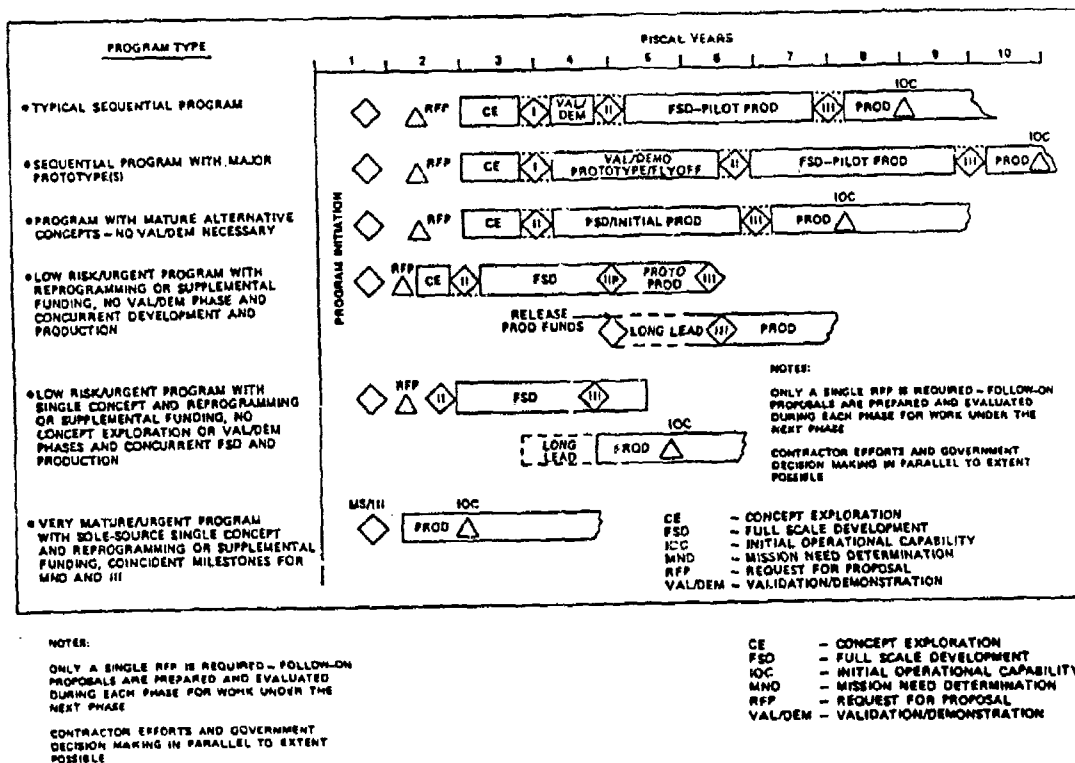 PROGRAM TYPE
FISCAL YEARS
1 2 3 4 5 6 7 8 9 10
PROGRAM INITIATION
• TYPICAL SEQUENTIAL PROGRAM
RFP
CE
I
VAL/
DEM
II
FSD-PILOT PROD
III
PROD
IOC
• SEQUENTIAL PROGRAM WITH MAJOR
PROTOTYPE(S)
RFP
CE
I
VAL/DEMO
PROTOTYPE/FLYOFF
II
FSD-PILOT PROD
III
PROD
IOC
• PROGRAM WITH MATURE ALTERNATIVE
CONCEPTS - NO VAL/DEM NECESSARY
RFP
CE
II
FSD/INITIAL PROD
III
PROD
IOC
• LOW RISK/URGENT PROGRAM WITH
REPROGRAMMING OR SUPPLEMENTAL
FUNDING, NO VAL/DEM PHASE AND
CONCURRENT DEVELOPMENT AND
PRODUCTION
RFP
CE
II
FSD
IIP
PROTO
PROD
III
RELEASE
PROD FUNDS
LONG LEAD
III
PROD
• LOW RISK/URGENT PROGRAM WITH
SINGLE CONCEPT AND REPROGRAMMING
OR SUPPLEMENTAL FUNDING, NO
CONCEPT EXPLORATION OR VAL/DEM
PHASES AND CONCURRENT FSD AND
PRODUCTION
RFP
II
FSD
III
LONG
LEAD
PROD
IOC
NOTES:
ONLY A SINGLE RFP IS REQUIRED - FOLLOW-ON
PROPOSALS ARE PREPARED AND EVALUATED
DURING EACH PHASE FOR WORK UNDER THE
NEXT PHASE
CONTRACTOR EFFORTS AND GOVERNMENT
DECISION MAKING IN PARALLEL TO EXTENT
POSSIBLE
• VERY MATURE/URGENT PROGRAM
WITH SOLE-SOURCE SINGLE CONCEPT
AND REPROGRAMMING OR SUPPLEMENTAL
FUNDING, COINCIDENT MILESTONES FOR
MND AND III
MS/III
PROD
IOC
CE - CONCEPT EXPLORATION
FSD - FULL SCALE DEVELOPMENT
IOC - INITIAL OPERATIONAL CAPABILITY
MND - MISSION NEED DETERMINATION
RFP - REQUEST FOR PROPOSAL
VAL/DEM - VALIDATION/DEMONSTRATION
NOTES:
ONLY A SINGLE RFP IS REQUIRED - FOLLOW-ON
PROPOSALS ARE PREPARED AND EVALUATED
DURING EACH PHASE FOR WORK UNDER THE
NEXT PHASE
CONTRACTOR EFFORTS AND GOVERNMENT
DECISION MAKING IN PARALLEL TO EXTENT
POSSIBLE
CE - CONCEPT EXPLORATION
FSD - FULL SCALE DEVELOPMENT
IOC - INITIAL OPERATIONAL CAPABILITY
MND - MISSION NEED DETERMINATION
RFP - REQUEST FOR PROPOSAL
VAL/DEM - VALIDATION/DEMONSTRATION